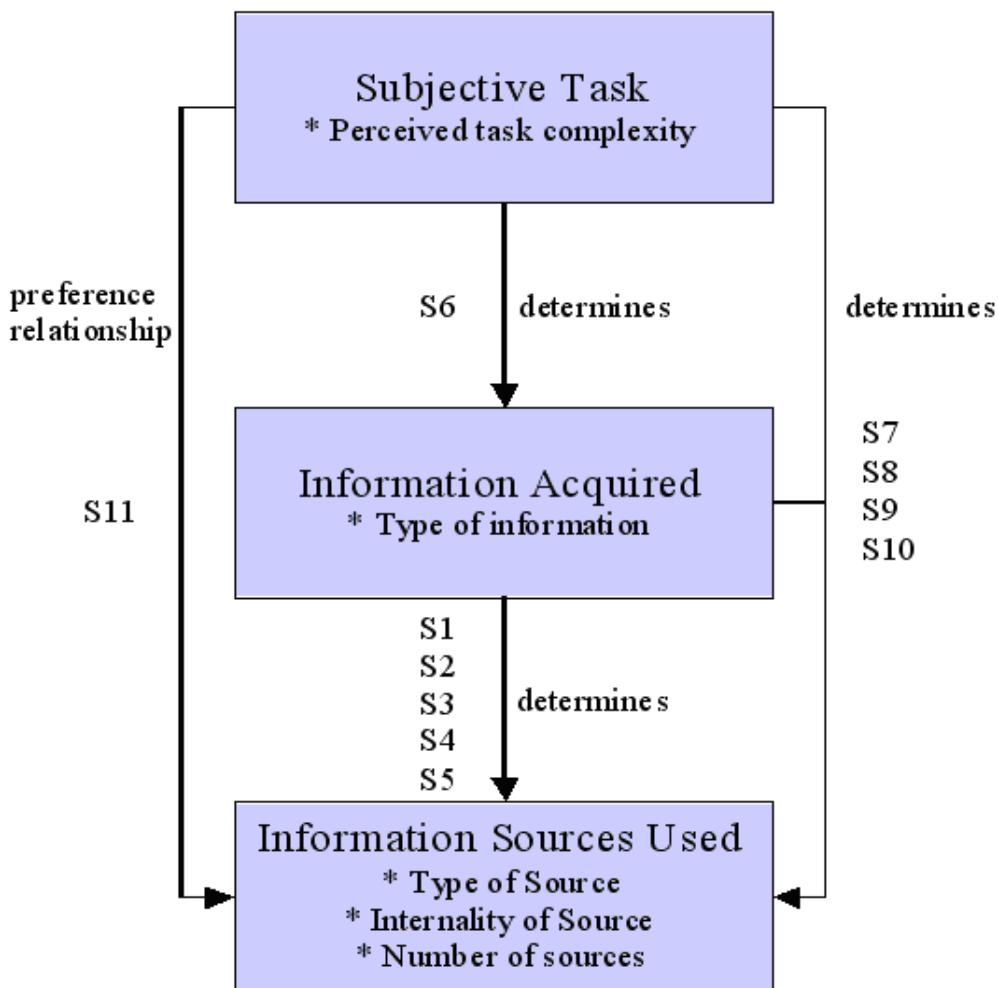 Subjective Task
* Perceived task complexity
preference
relationship
S6
determines
determines
Information Acquired
* Type of information
S7
S8
S9
S10
S11
S1
S2
S3
S4
S5
determines
Information Sources Used
* Type of Source
* Internality of Source
* Number of sources